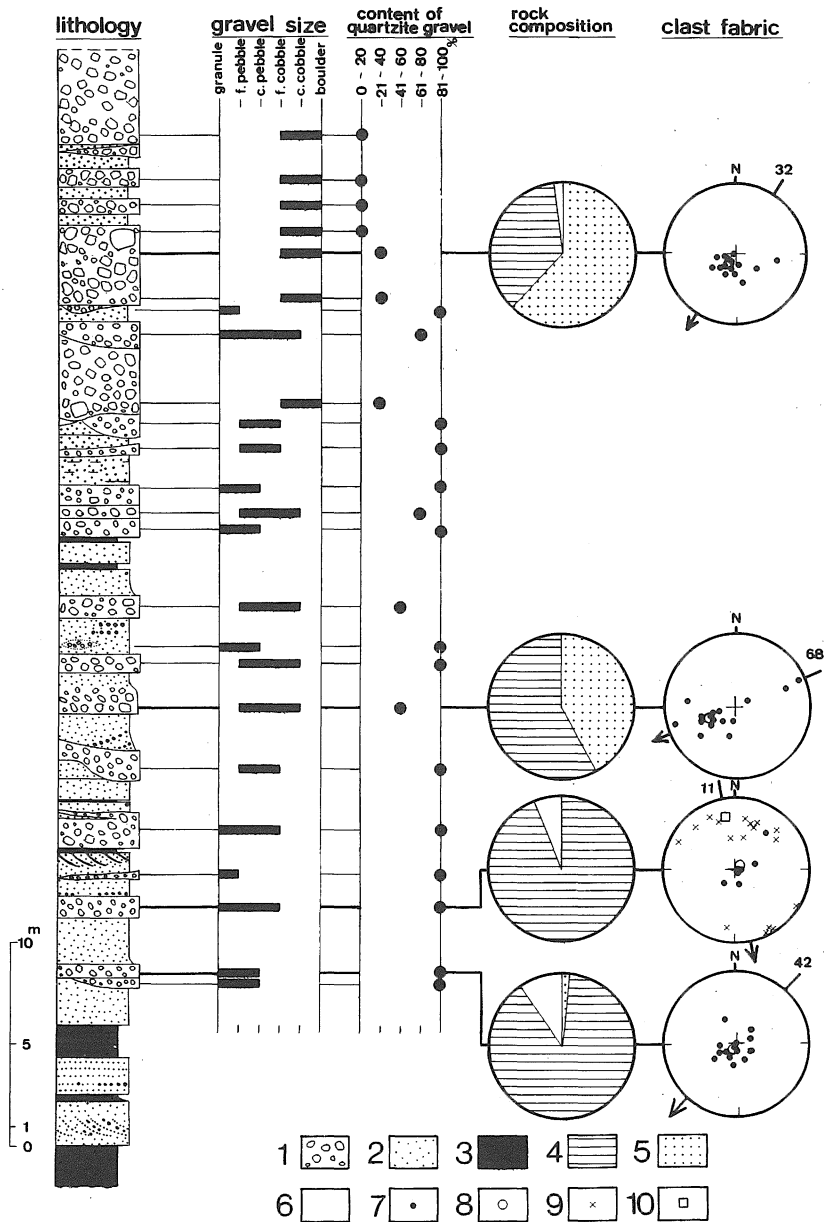 lithology
gravel size
content of
quartzite gravel
rock
composition
clast fabric
granule
f. pebble
c. pebble
f. cobble
c. cobble
boulder
0 ~ 20
21 ~ 40
41 ~ 60
61 ~ 80
81 ~ 100%
N
32
N
68
11
N
N
42
m
10
5
1
0
1
2
3
4
5
6
7
8
9
10